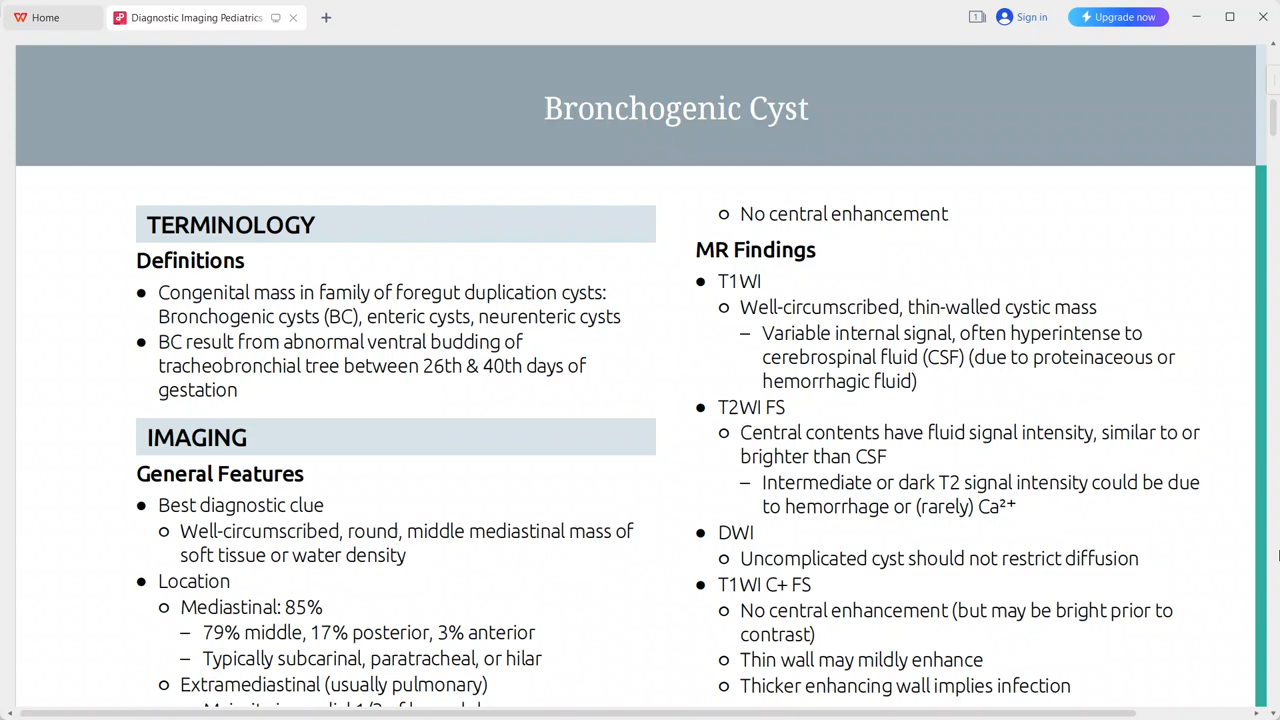 Home
Diagnostic Imaging Pediatrics
1
Sign in
Upgrade now
Bronchogenic Cyst
TERMINOLOGY
Definitions
● Congenital mass in family of foregut duplication cysts:
Bronchogenic cysts (BC), enteric cysts, neurenteric cysts
● BC result from abnormal ventral budding of
tracheobronchial tree between 26th & 40th days of
gestation
IMAGING
General Features
● Best diagnostic clue
○ Well-circumscribed, round, middle mediastinal mass of
soft tissue or water density
● Location
○ Mediastinal: 85%
– 79% middle, 17% posterior, 3% anterior
– Typically subcarinal, paratracheal, or hilar
○ Extramediastinal (usually pulmonary)
○ No central enhancement
MR Findings
● T1WI
○ Well-circumscribed, thin-walled cystic mass
– Variable internal signal, often hyperintense to
cerebrospinal fluid (CSF) (due to proteinaceous or
hemorrhagic fluid)
● T2WI FS
○ Central contents have fluid signal intensity, similar to or
brighter than CSF
– Intermediate or dark T2 signal intensity could be due
to hemorrhage or (rarely) Ca²⁺
● DWI
○ Uncomplicated cyst should not restrict diffusion
● T1WI C+ FS
○ No central enhancement (but may be bright prior to
contrast)
○ Thin wall may mildly enhance
○ Thicker enhancing wall implies infection